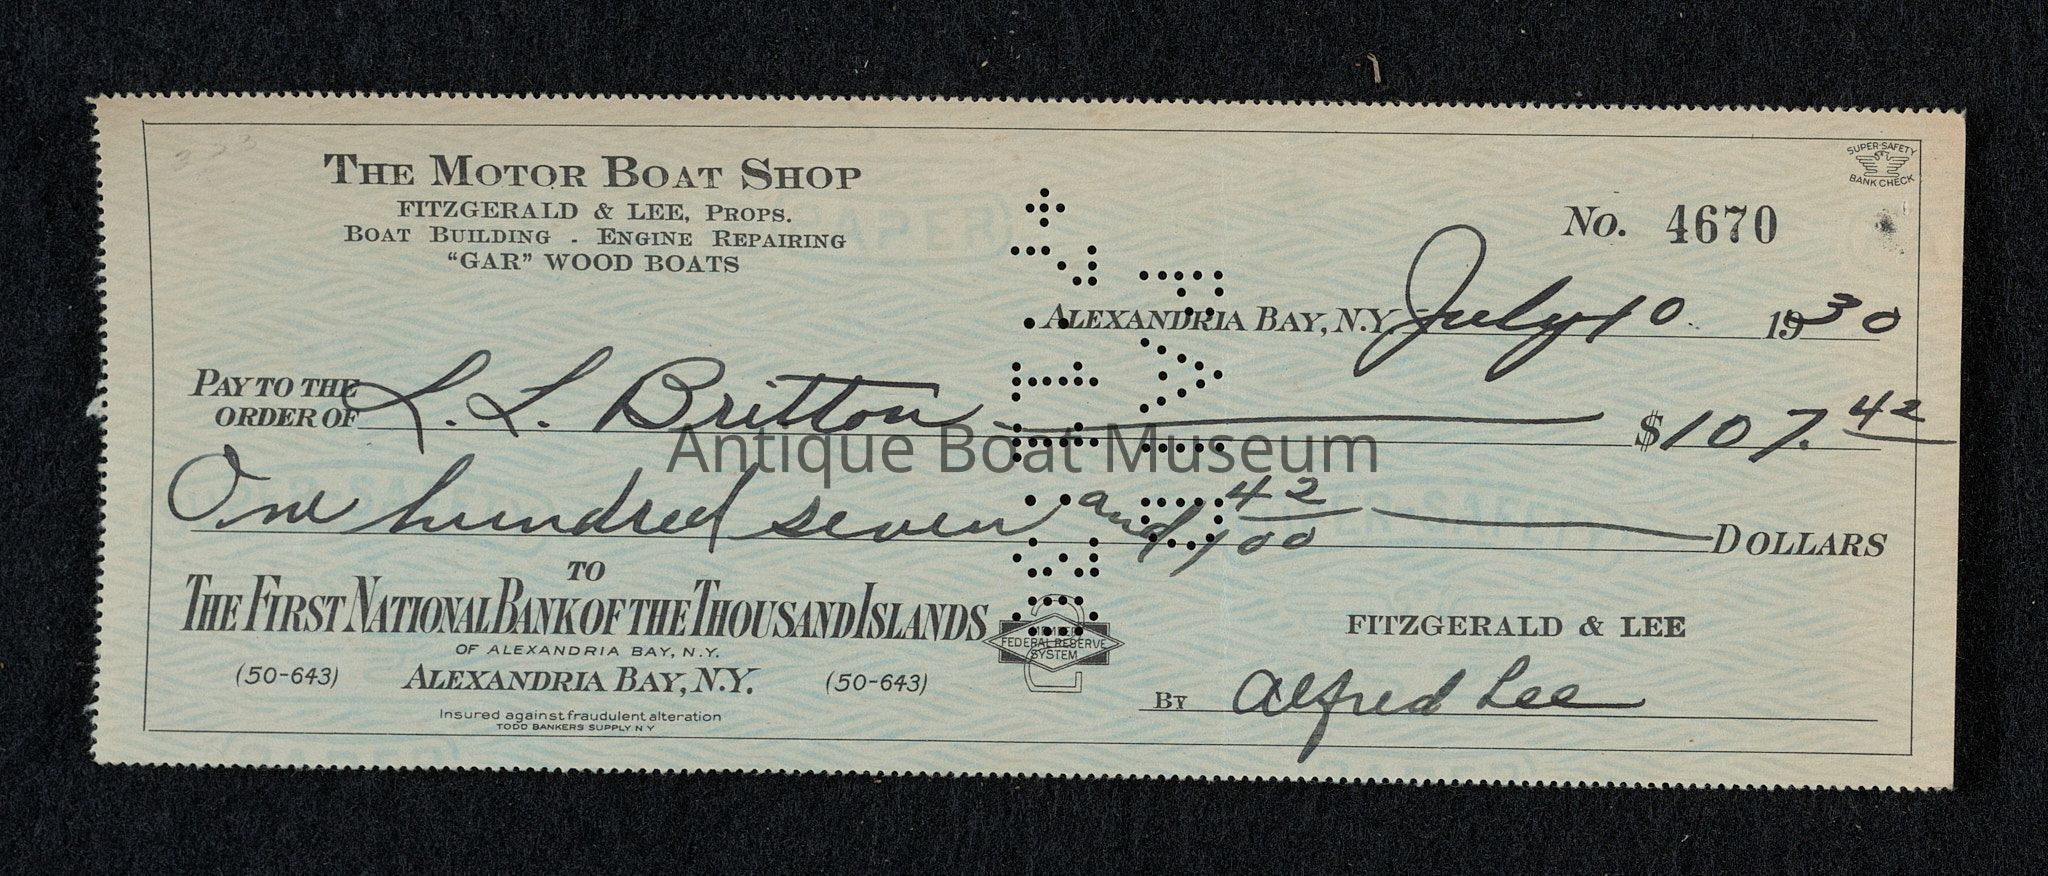 THE MOTOR BOAT SHOP
FITZGERALD & LEE, PROPS.
BOAT BUILDING - ENGINE REPAIRING
"GAR" WOOD BOATS
SUPER-SAFETY
BANK CHECK
No. 4670
ALEXANDRIA BAY, N.Y. July 10 1930
PAY TO THE
ORDER OF L. L. Britton $107.42
Antique Boat Museum
One hundred seven and 42/100 DOLLARS
TO
THE FIRST NATIONAL BANK OF THE THOUSAND ISLANDS
OF ALEXANDRIA BAY, N.Y.
(50-643) ALEXANDRIA BAY, N.Y. (50-643)
Insured against fraudulent alteration
TODD BANKERS SUPPLY N Y
FEDERAL RESERVE
SYSTEM
FITZGERALD & LEE
BY Alfred Lee